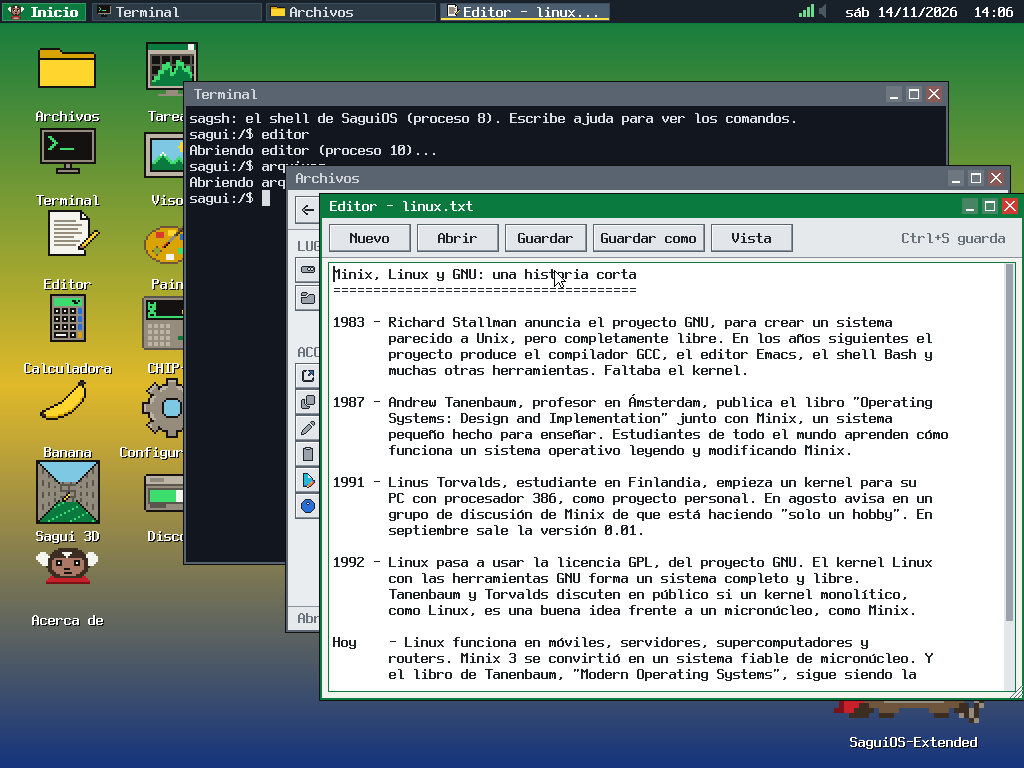 Inicio
Terminal
Archivos
Editor - linux...
sáb 14/11/2026 14:06
Archivos
Terminal
Editor
Calculadora
Banana
Sagui 3D
Acerca de
CHIP-
Terminal
sagsh: el shell de SaguiOS (proceso 8). Escribe ajuda para ver los comandos.
sagui:/$ editor
Abriendo editor (proceso 10)...
sagui:/$ arquivos
Abriendo arq
sagui:/$
Archivos
LUG
ACC
Abr
Editor - linux.txt
Nuevo
Abrir
Guardar
Guardar como
Vista
Ctrl+S guarda
Minix, Linux y GNU: una historia corta
======================================
1983 - Richard Stallman anuncia el proyecto GNU, para crear un sistema
parecido a Unix, pero completamente libre. En los años siguientes el
proyecto produce el compilador GCC, el editor Emacs, el shell Bash y
muchas otras herramientas. Faltaba el kernel.
1987 - Andrew Tanenbaum, profesor en Ámsterdam, publica el libro "Operating
Systems: Design and Implementation" junto con Minix, un sistema
pequeño hecho para enseñar. Estudiantes de todo el mundo aprenden cómo
funciona un sistema operativo leyendo y modificando Minix.
1991 - Linus Torvalds, estudiante en Finlandia, empieza un kernel para su
PC con procesador 386, como proyecto personal. En agosto avisa en un
grupo de discusión de Minix de que está haciendo "solo un hobby". En
septiembre sale la versión 0.01.
1992 - Linux pasa a usar la licencia GPL, del proyecto GNU. El kernel Linux
con las herramientas GNU forma un sistema completo y libre.
Tanenbaum y Torvalds discuten en público si un kernel monolítico,
como Linux, es una buena idea frente a un micronúcleo, como Minix.
Hoy - Linux funciona en móviles, servidores, supercomputadores y
routers. Minix 3 se convirtió en un sistema fiable de micronúcleo. Y
el libro de Tanenbaum, "Modern Operating Systems", sigue siendo la
SaguiOS-Extended